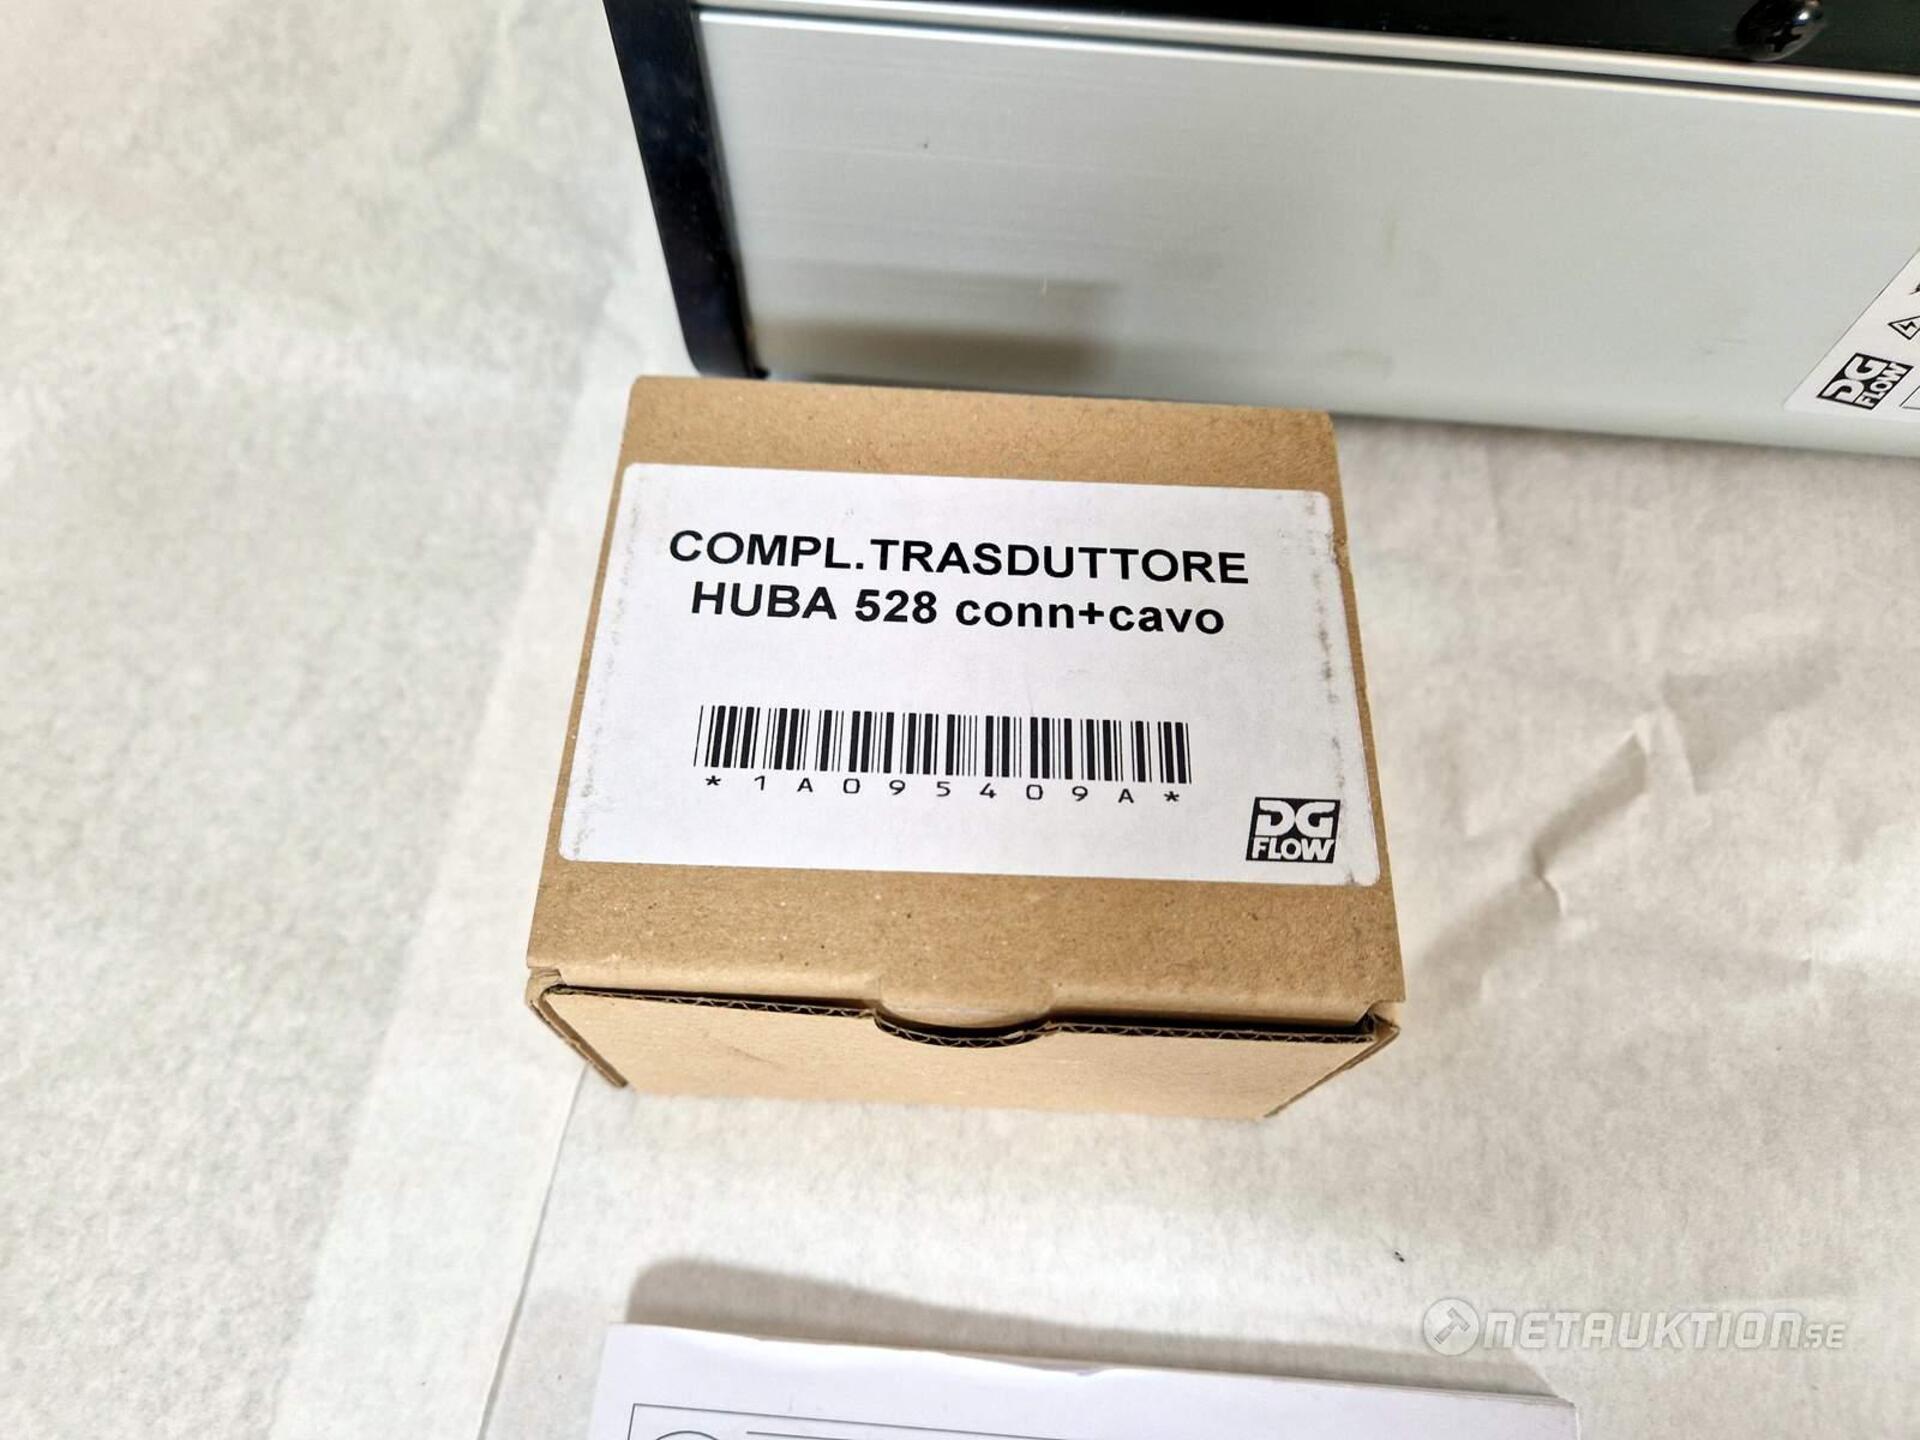 DG
FLOW
COMPL.TRASDUTTORE
HUBA 528 conn+cavo
*1A095409A*
DG
FLOW
NETAUKTION.SE